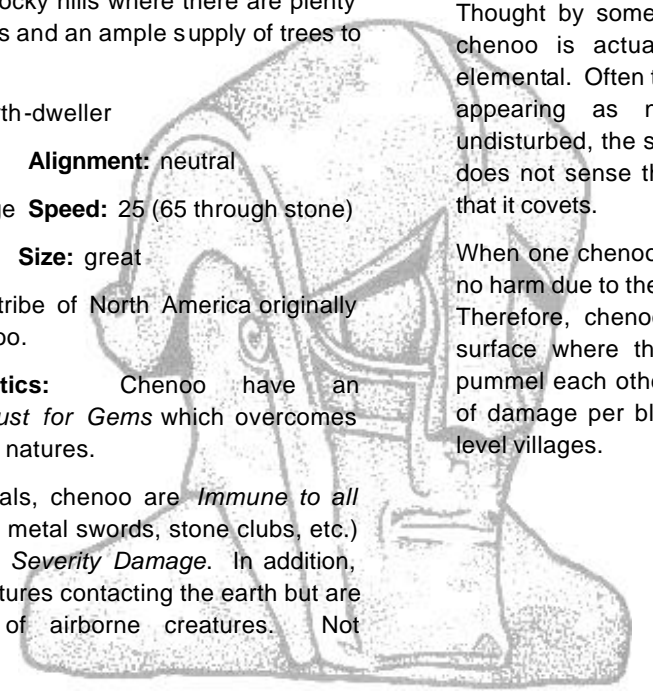 ocky hills where there are plenty
s and an ample supply of trees to
th-dweller
Alignment: neutral
ge Speed: 25 (65 through stone)
Size: great
tribe of North America originally
oo.
tics: Chenoo have an
ust for Gems which overcomes
natures.
als, chenoo are Immune to all
metal swords, stone clubs, etc.)
Severity Damage. In addition,
tures contacting the earth but are
of airborne creatures. Not
Thought by some
chenoo is actua
elemental. Often t
appearing as n
undisturbed, the s
does not sense th
that it covets.
When one chenoo
no harm due to the
Therefore, cheno
surface where th
pummel each othe
of damage per bl
level villages.